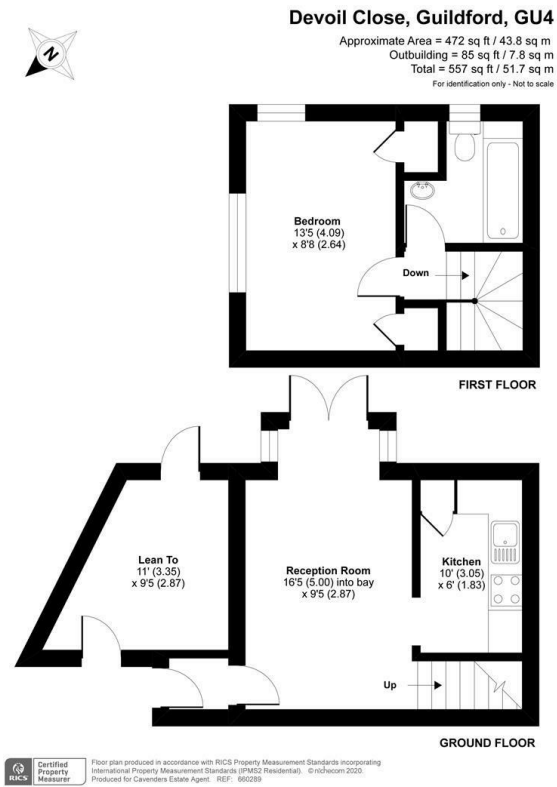 Devoil Close, Guildford, GU4
Approximate Area = 472 sq ft / 43.8 sq m
Outbuilding = 85 sq ft / 7.8 sq m
Total = 557 sq ft / 51.7 sq m
For identification only - Not to scale
N
Bedroom
13'5 (4.09)
x 8'8 (2.64)
Down
FIRST FLOOR
Lean To
11' (3.35)
x 9'5 (2.87)
Reception Room
16'5 (5.00) into bay
x 9'5 (2.87)
Kitchen
10' (3.05)
x 6' (1.83)
Up
GROUND FLOOR
RICS
Certified
Property
Measurer
Floor plan produced in accordance with RICS Property Measurement Standards incorporating
International Property Measurement Standards (IPMS2 Residential). © nichecom 2020.
Produced for Cavenders Estate Agent. REF: 660289